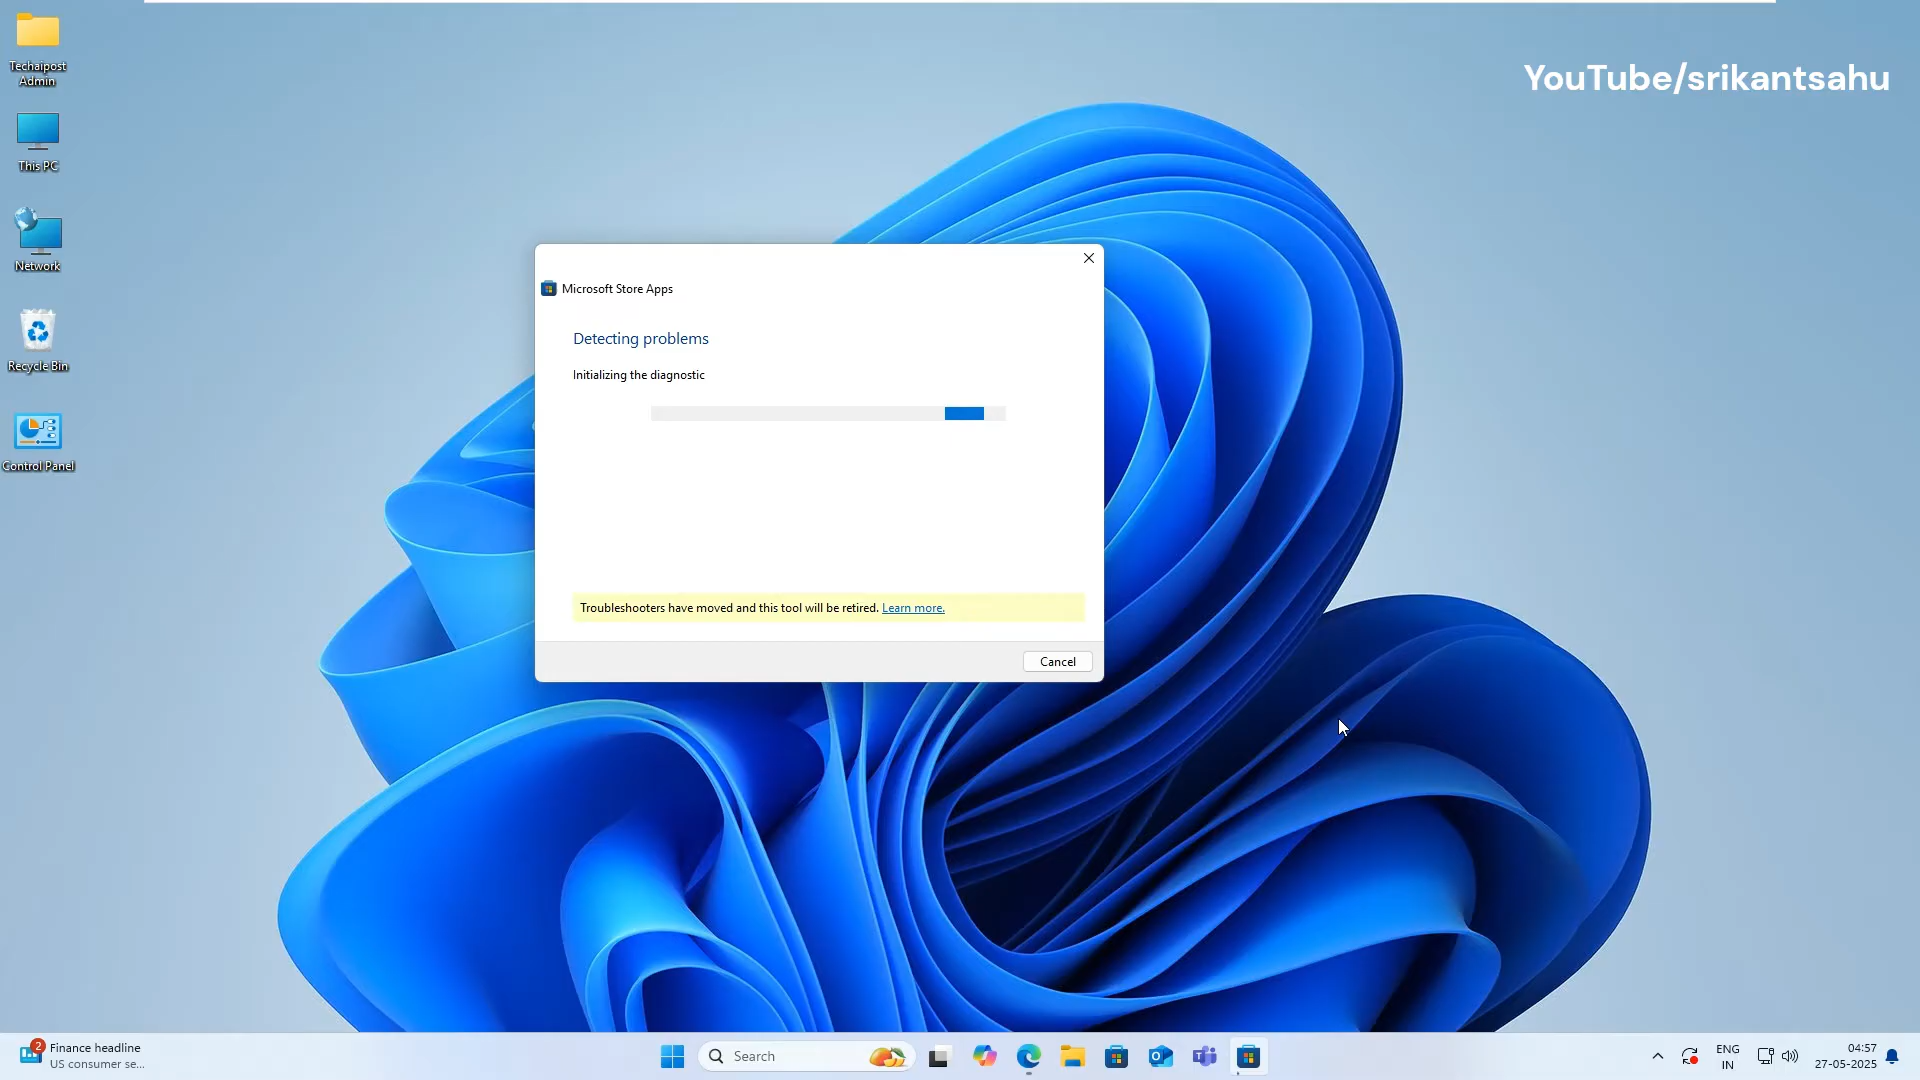 Techaipost
Admin
This PC
Network
Recycle Bin
Control Panel
YouTube/srikantsahu
Microsoft Store Apps
Detecting problems
Initializing the diagnostic
Troubleshooters have moved and this tool will be retired. Learn more.
Cancel
2
Finance headline
US consumer se...
Search
ENG
IN
04:57
27-05-2025